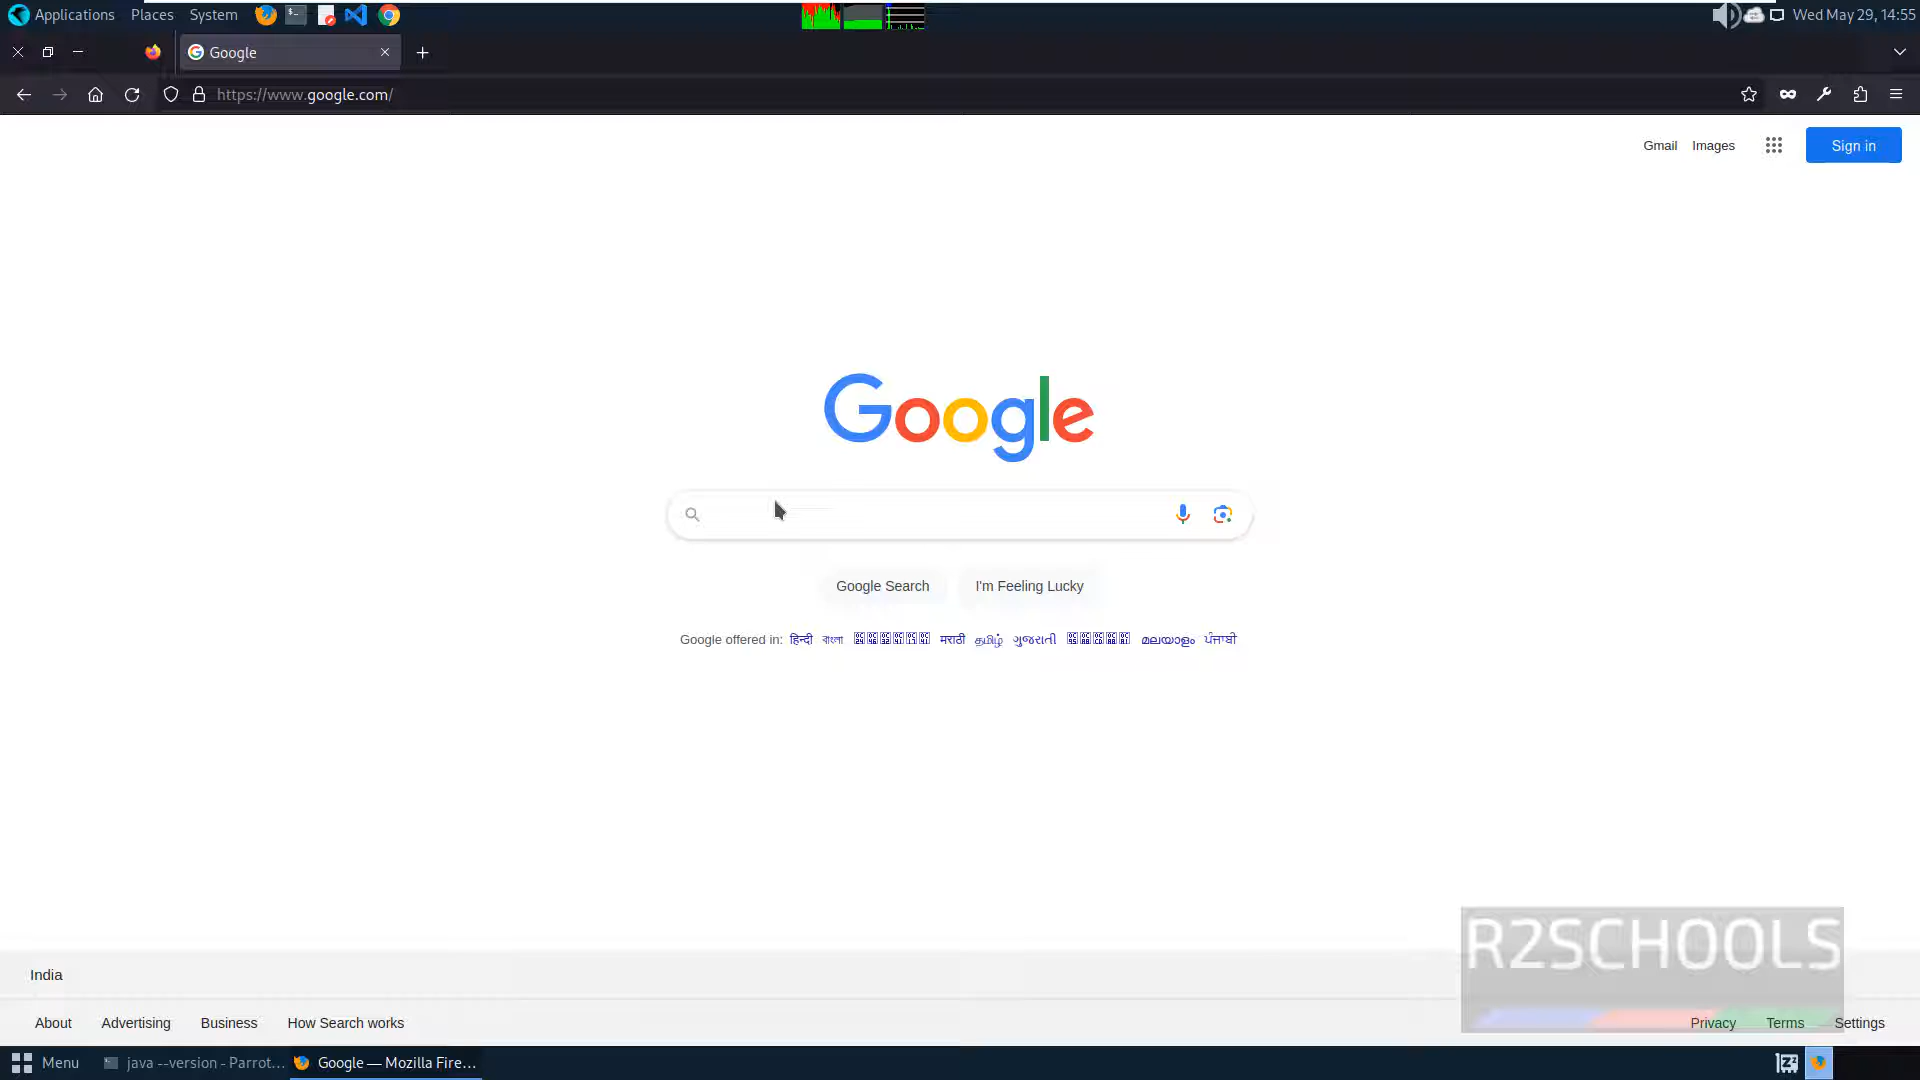 Applications Places System Wed May 29, 14:55
Google
https://www.google.com/
Gmail Images Sign in
Google
Google Search I'm Feeling Lucky
Google offered in: हिन्दी বাংলা मराठी தமிழ் ગુજરાતી മലയാളം ਪੰਜਾਬੀ
R2SCHOOLS
India
About Advertising Business How Search works Privacy Terms Settings
Menu java --version - Parrot... Google — Mozilla Fire...